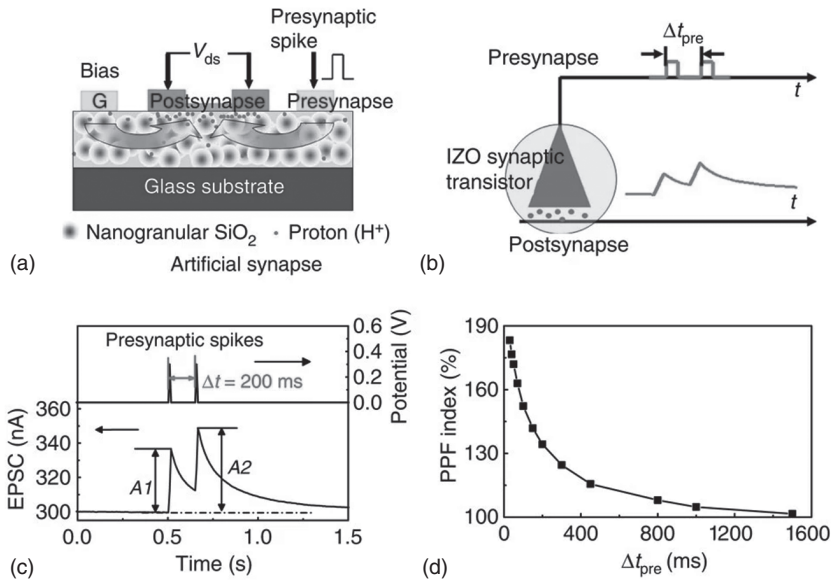 (a)
Presynaptic
spike
Vds
Bias
G
Postsynapse
Presynapse
Glass substrate
Nanogranular SiO₂
Proton (H⁺)
Artificial synapse
(b)
Δtpre
Presynapse
t
IZO synaptic
transistor
t
Postsynapse
(c)
Presynaptic spikes
Δt = 200 ms
0.6
0.4
0.2
0.0
Potential (V)
360
340
320
300
EPSC (nA)
A1
A2
0.0 0.5 1.0 1.5
Time (s)
(d)
190
160
130
100
PPF index (%)
0 400 800 1200 1600
Δtpre (ms)